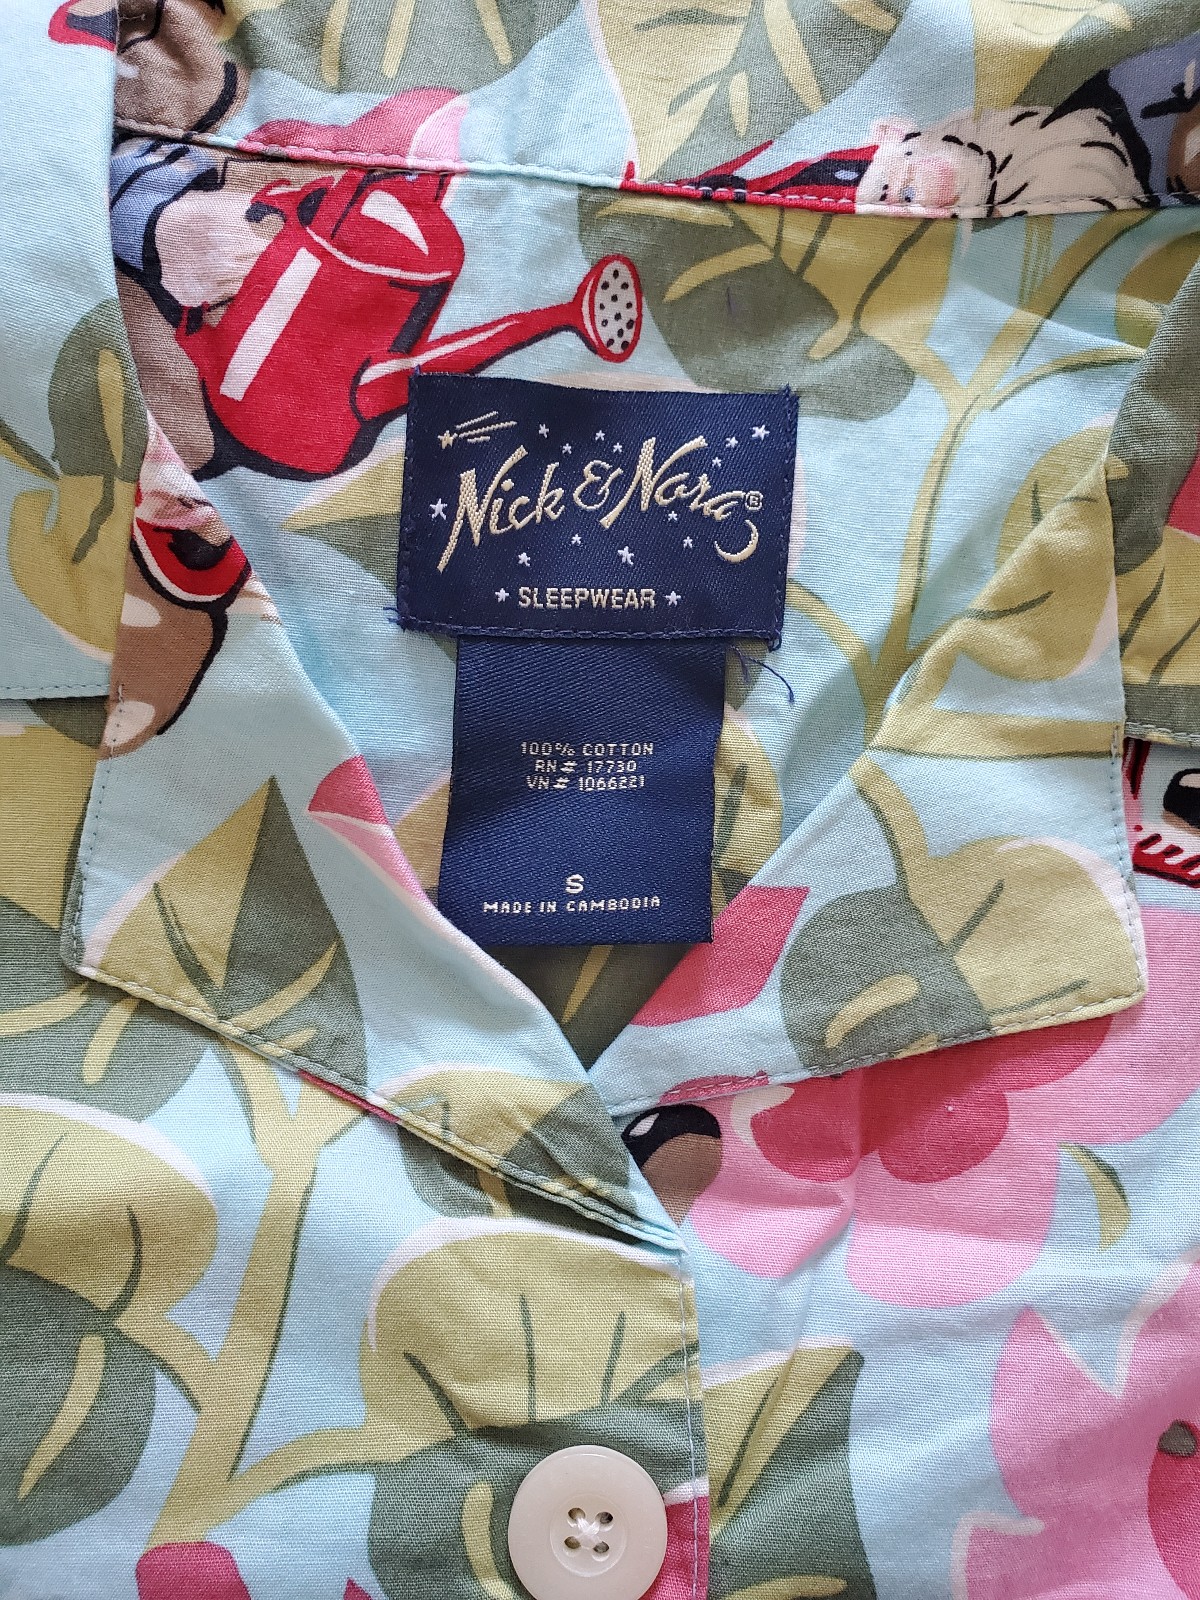 Nick & Nora®
SLEEPWEAR
100% COTTON
RN# 17730
VN# 1066221
S
MADE IN CAMBODIA